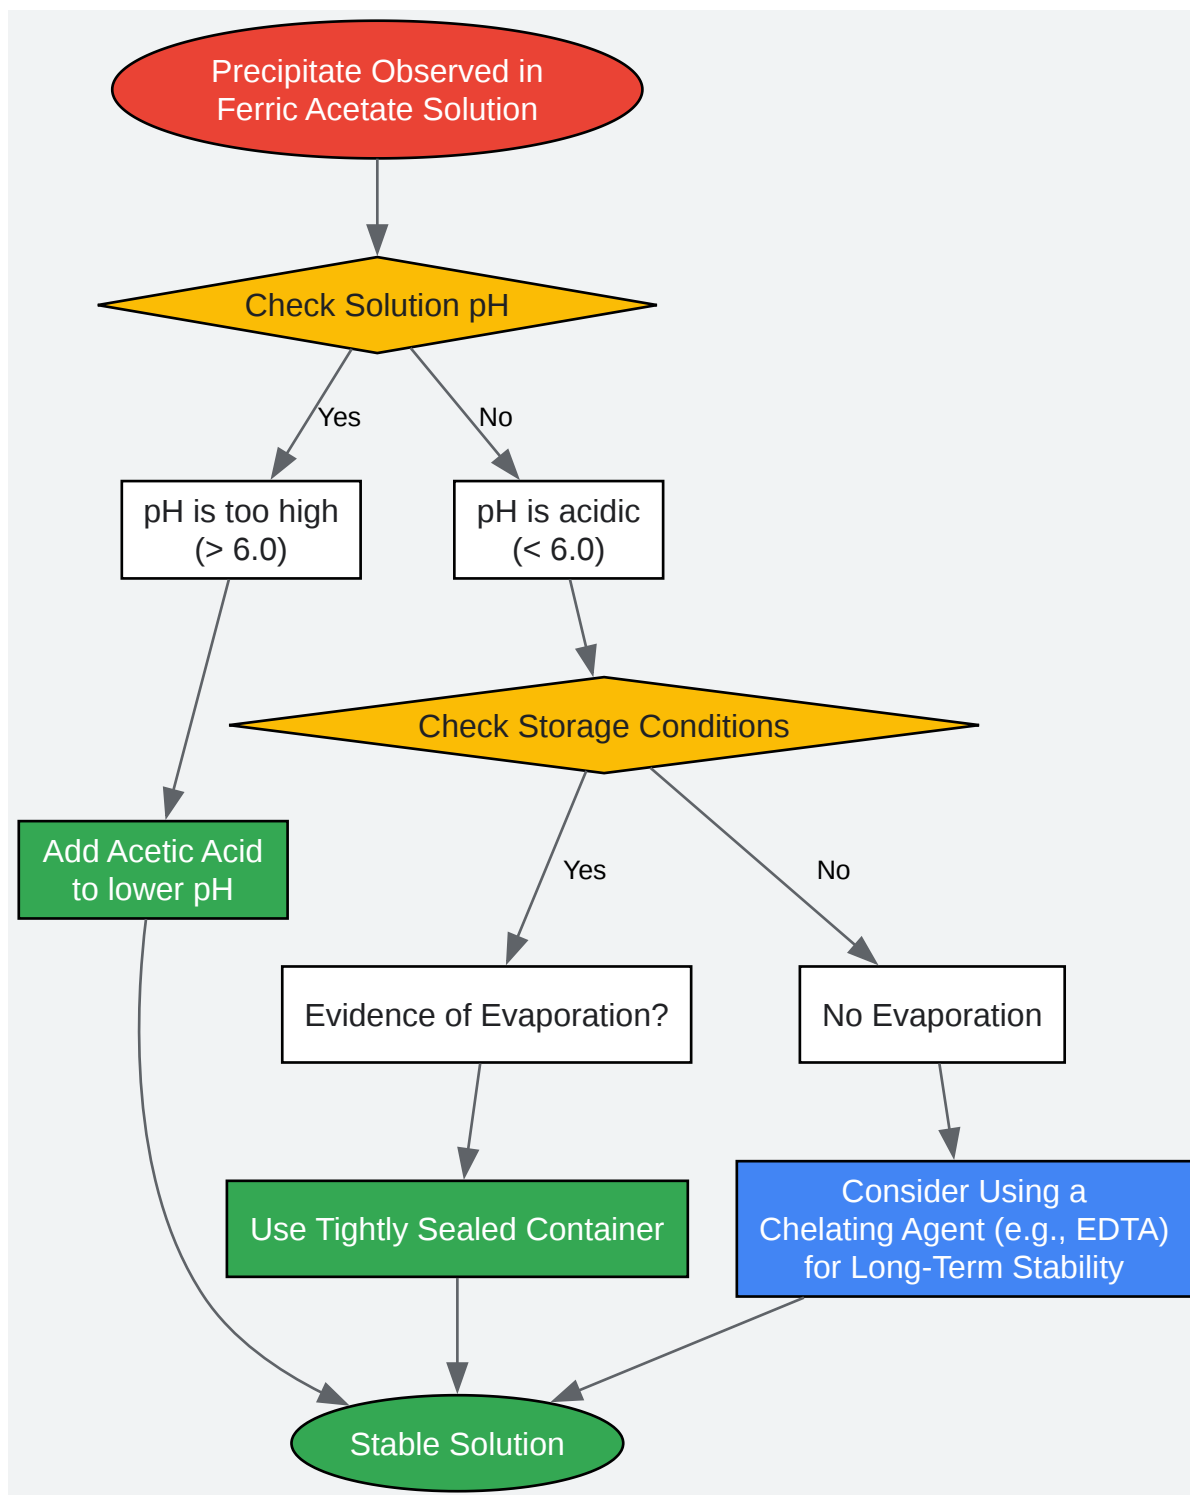 Precipitate Observed in
Ferric Acetate Solution
Check Solution pH
Yes
No
pH is too high
(> 6.0)
pH is acidic
(< 6.0)
Check Storage Conditions
Add Acetic Acid
to lower pH
Yes
No
Evidence of Evaporation?
No Evaporation
Use Tightly Sealed Container
Consider Using a
Chelating Agent (e.g., EDTA)
for Long-Term Stability
Stable Solution